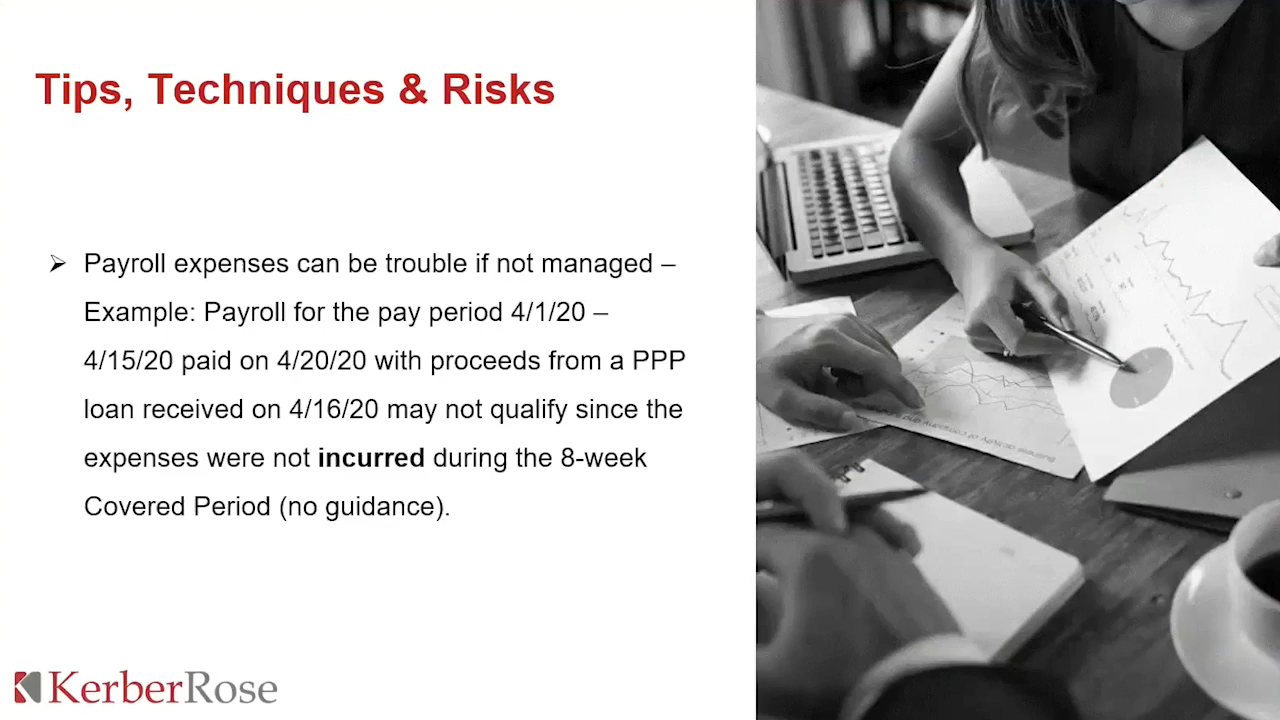 Tips, Techniques & Risks
➢ Payroll expenses can be trouble if not managed –
Example: Payroll for the pay period 4/1/20 –
4/15/20 paid on 4/20/20 with proceeds from a PPP
loan received on 4/16/20 may not qualify since the
expenses were not incurred during the 8-week
Covered Period (no guidance).
KerberRose